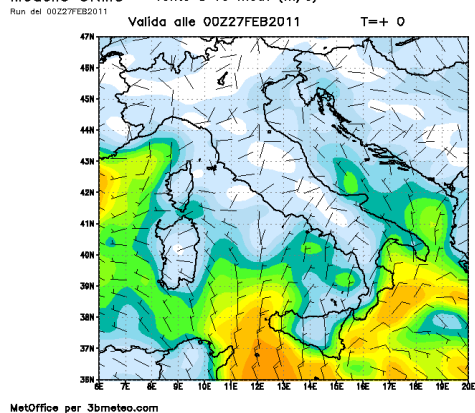 Run del 00Z27FEB2011
Valida alle 00Z27FEB2011 T=+ 0
47N
46N
45N
44N
43N
42N
41N
40N
39N
38N
37N
36N
6E 7E 8E 9E 10E 11E 12E 13E 14E 15E 16E 17E 18E 19E 20E
MetOffice per 3bmeteo.com